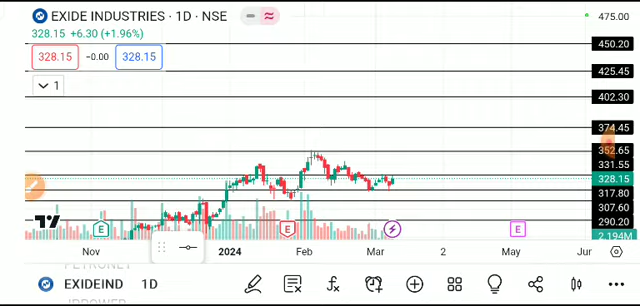 EXIDE INDUSTRIES · 1D · NSE
328.15 +6.30 (+1.96%)
328.15 −0.00 328.15
1
475.00
450.20
425.45
402.30
374.45
352.65
331.55
328.15
317.80
307.60
290.20
2.194M
E
E
E
Nov
2024
Feb
Mar
2
May
Jun
EXIDEIND 1D